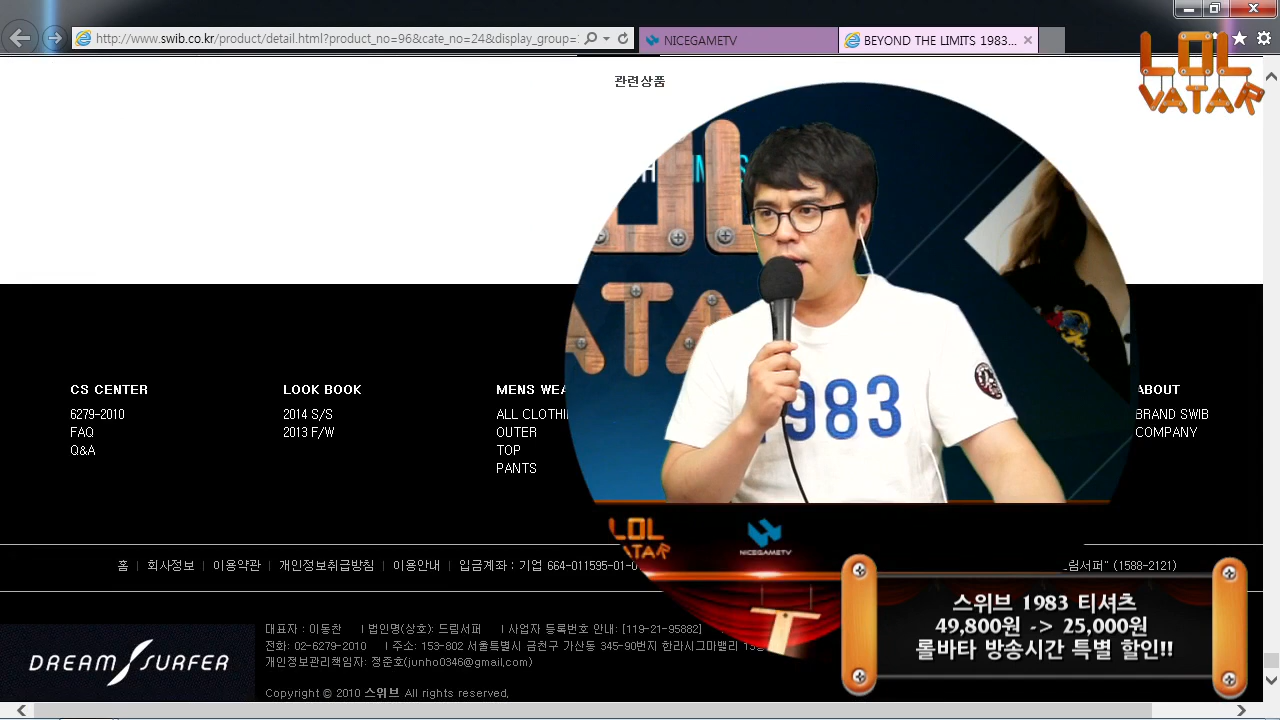 http://www.swib.co.kr/product/detail.html?product_no=96&cate_no=24&display_group=
NICEGAMETV
BEYOND THE LIMITS 1983...
LOL
VATAR
관련상품
1983
CS CENTER
6279-2010
FAQ
Q&A
LOOK BOOK
2014 S/S
2013 F/W
MENS WEA
ALL CLOTHI
OUTER
TOP
PANTS
ABOUT
BRAND SWIB
COMPANY
LOL
VATAR
NICEGAMETV
홈 | 회사정보 | 이용약관 | 개인정보취급방침 | 이용안내 | 입금계좌 : 기업 664-011595-01-0
림서퍼" (1588-2121)
DREAM SURFER
대표자 : 이동찬 | 법인명(상호): 드림서퍼 | 사업자 등록번호 안내: [119-21-95882]
전화: 02-6279-2010 | 주소: 153-802 서울특별시 금천구 가산동 345-90번지 한라시그마밸리
개인정보관리책임자: 정준호(junho0346@gmail.com)
Copyright © 2010 스위브 All rights reserved.
스위브 1983 티셔츠
49,800원 -> 25,000원
롤바타 방송시간 특별 할인!!